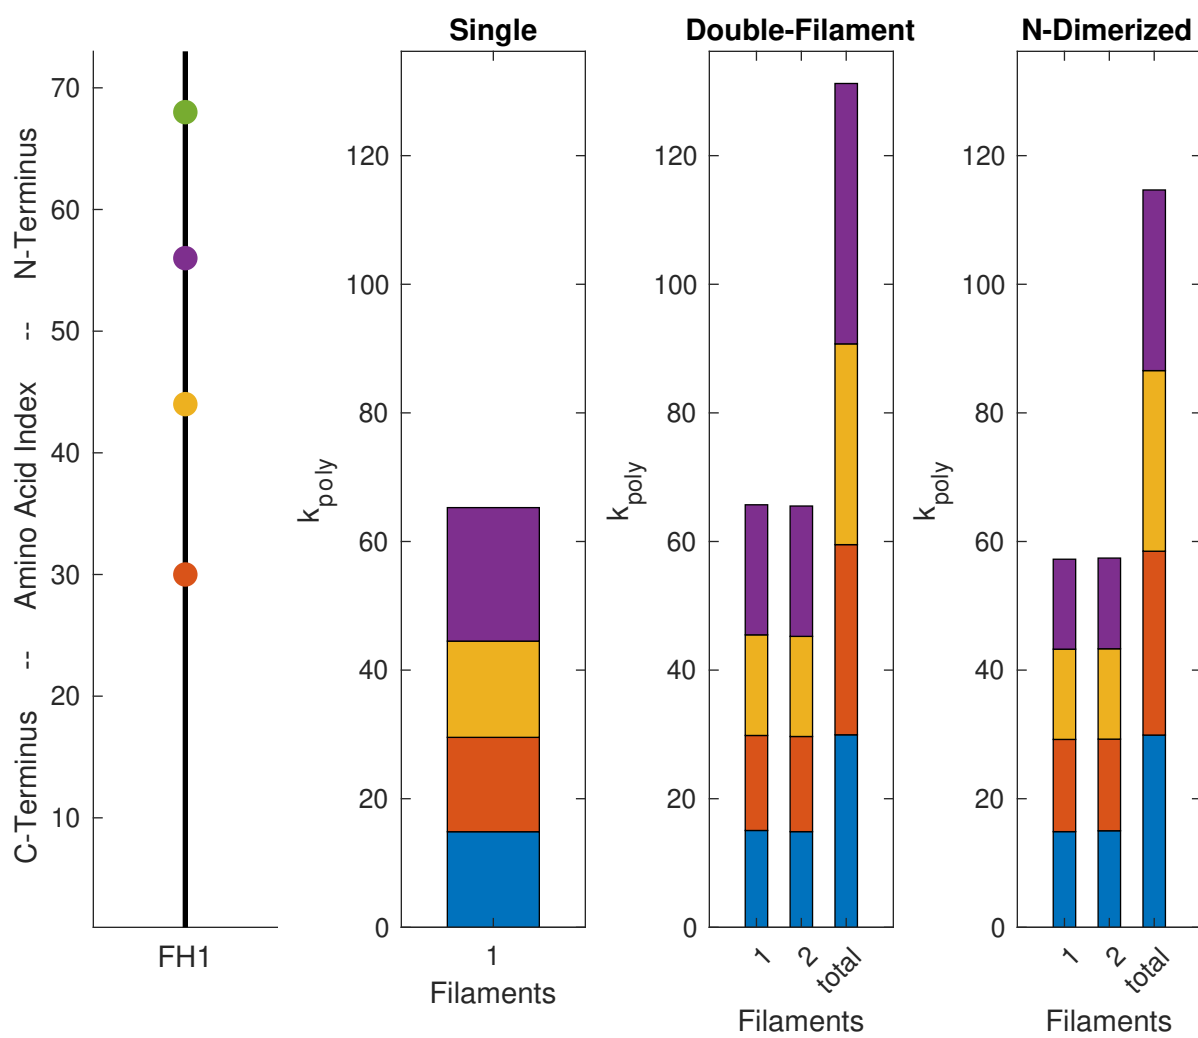 Single
Double-Filament
N-Dimerized
C-Terminus -- Amino Acid Index -- N-Terminus
70
60
50
40
30
20
10
FH1
k_poly
120
100
80
60
40
20
0
1
Filaments
k_poly
120
100
80
60
40
20
0
1
2
total
Filaments
k_poly
120
100
80
60
40
20
0
1
2
total
Filaments